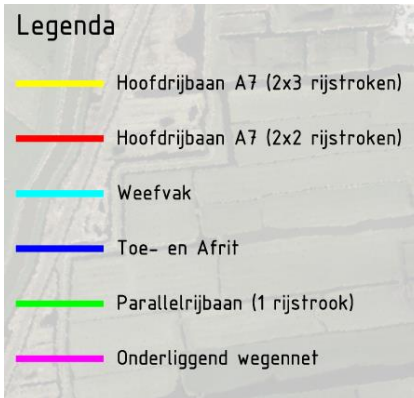 Legenda
Hoofdrijbaan A7 (2x3 rijstroken)
Hoofdrijbaan A7 (2x2 rijstroken)
Weefvak
Toe- en Afrit
Parallelrijbaan (1 rijstrook)
Onderliggend wegennet